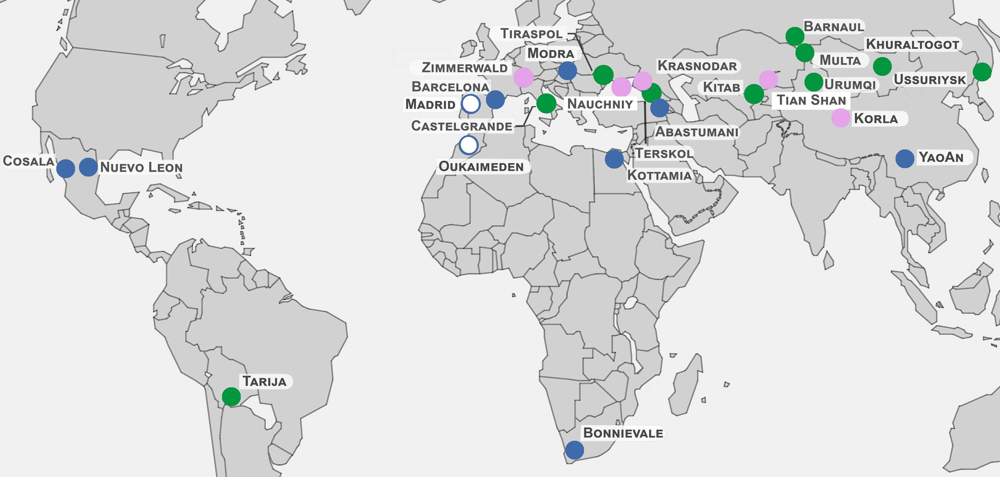 Barnaul
Tiraspol
Khuraltogot
Modra
Multa
Krasnodar
Zimmerwald
Ussuriysk
Urumqi
Barcelona
Kitab
Tian Shan
Madrid
Nauchniy
Korla
Castelgrande
Abastumani
Terskol
YaoAn
Cosala
Nuevo Leon
Oukaimeden
Kottamia
Tarija
Bonnievale